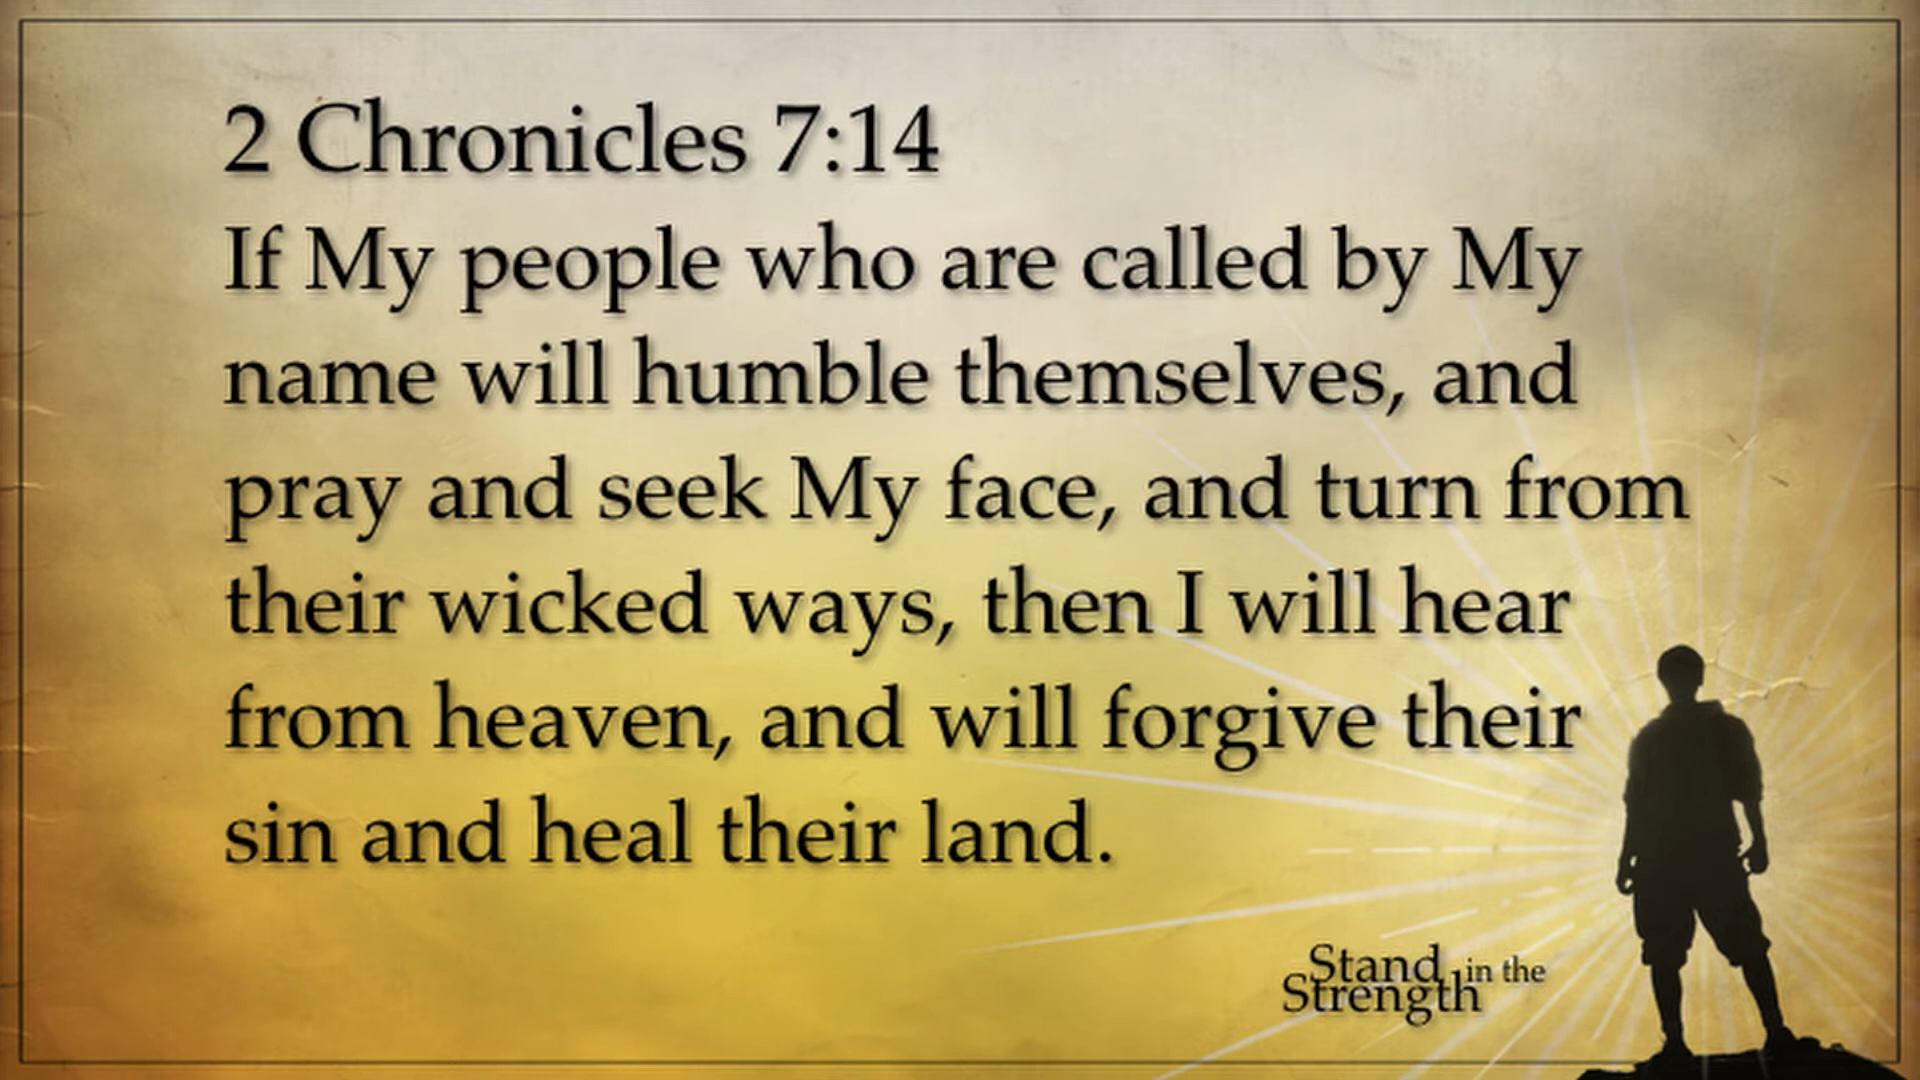 2 Chronicles 7:14
If My people who are called by My
name will humble themselves, and
pray and seek My face, and turn from
their wicked ways, then I will hear
from heaven, and will forgive their
sin and heal their land.
Stand in the
Strength